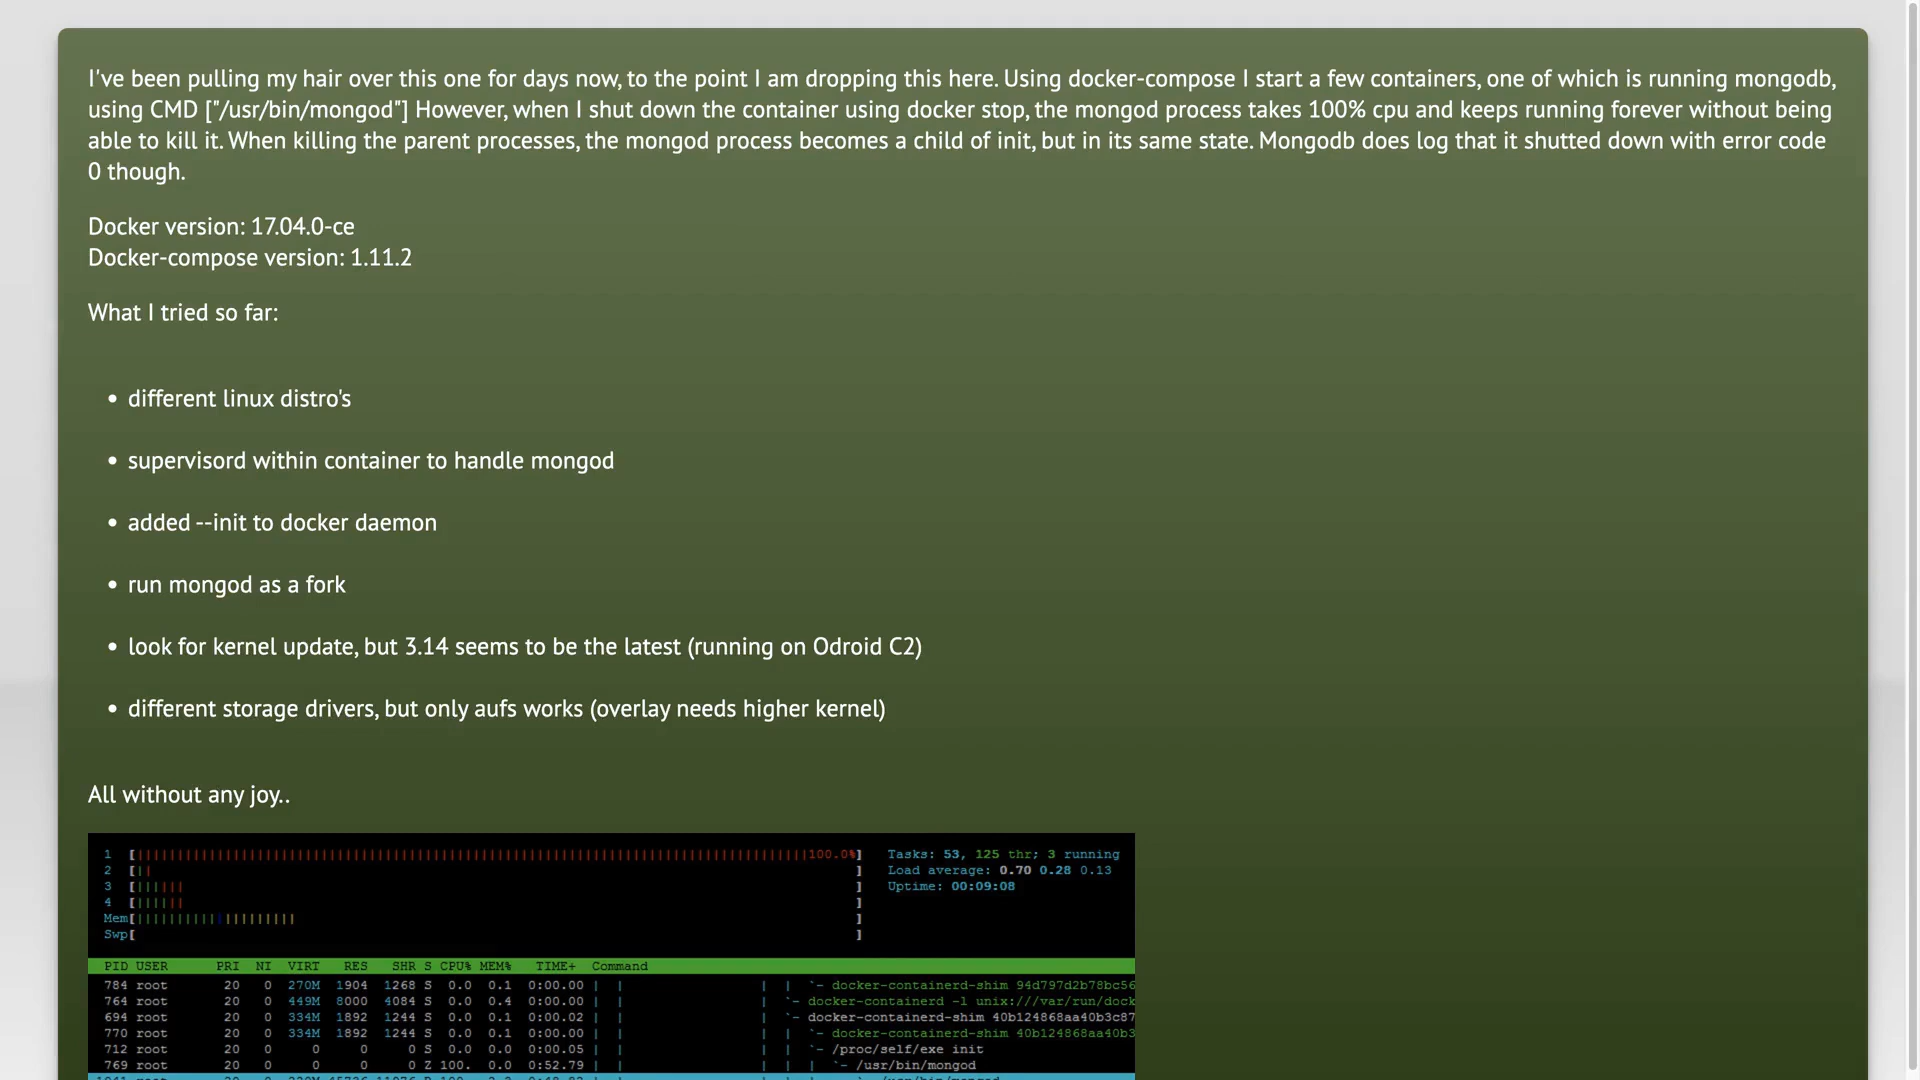 I've been pulling my hair over this one for days now, to the point I am dropping this here. Using docker-compose I start a few containers, one of which is running mongodb,
using CMD ["/usr/bin/mongod"] However, when I shut down the container using docker stop, the mongod process takes 100% cpu and keeps running forever without being
able to kill it. When killing the parent processes, the mongod process becomes a child of init, but in its same state. Mongodb does log that it shutted down with error code
0 though.
Docker version: 17.04.0-ce
Docker-compose version: 1.11.2
What I tried so far:
• different linux distro's
• supervisord within container to handle mongod
• added --init to docker daemon
• run mongod as a fork
• look for kernel update, but 3.14 seems to be the latest (running on Odroid C2)
• different storage drivers, but only aufs works (overlay needs higher kernel)
All without any joy..
1 [||||||||||||||||||||||||||||||||||||||||||||||||||||||||||||||||||||||||||||||||||||100.0%] Tasks: 53, 125 thr; 3 running
2 [|| ] Load average: 0.70 0.28 0.13
3 [|||||| ] Uptime: 00:09:08
4 [|||||| ]
Mem[|||||||||||||||||||| ]
Swp[ ]
PID USER PRI NI VIRT RES SHR S CPU% MEM% TIME+ Command
784 root 20 0 270M 1904 1268 S 0.0 0.1 0:00.00 | | | | `- docker-containerd-shim 94d797d2b78bc56
764 root 20 0 449M 8000 4084 S 0.0 0.4 0:00.00 | | | `- docker-containerd -l unix:///var/run/dock
694 root 20 0 334M 1892 1244 S 0.0 0.1 0:00.02 | | | `- docker-containerd-shim 40b124868aa40b3c87
770 root 20 0 334M 1892 1244 S 0.0 0.1 0:00.00 | | | | `- docker-containerd-shim 40b124868aa40b3
712 root 20 0 0 0 0 S 0.0 0.0 0:00.05 | | | | `- /proc/self/exe init
769 root 20 0 0 0 0 Z 100. 0.0 0:52.79 | | | | | `- /usr/bin/mongod